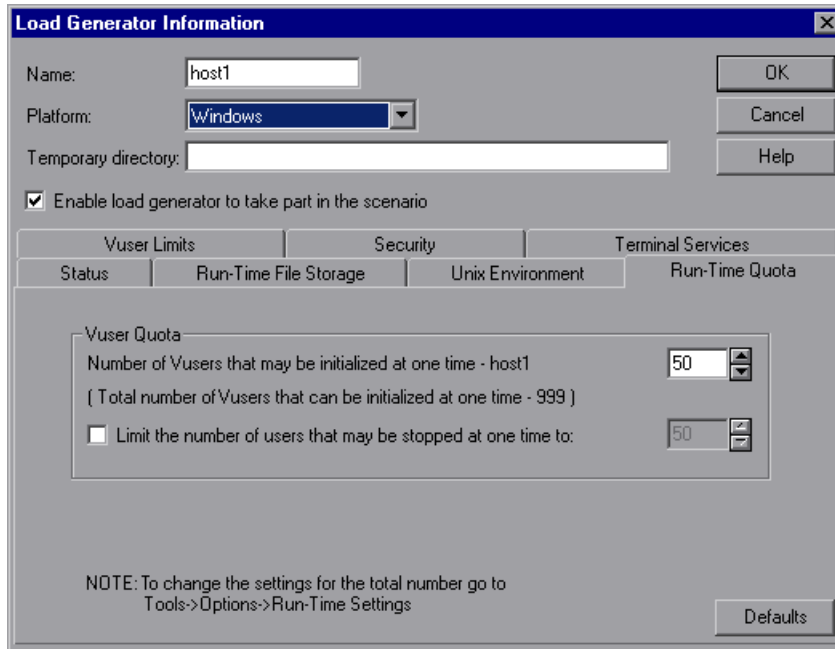 Load Generator Information
Name:
host1
OK
Platform:
Windows
Cancel
Temporary directory:
Help
Enable load generator to take part in the scenario
Vuser Limits
Security
Terminal Services
Status
Run-Time File Storage
Unix Environment
Run-Time Quota
Vuser Quota
Number of Vusers that may be initialized at one time - host1
50
( Total number of Vusers that can be initialized at one time - 999 )
Limit the number of users that may be stopped at one time to:
50
NOTE: To change the settings for the total number go to
Tools->Options->Run-Time Settings
Defaults